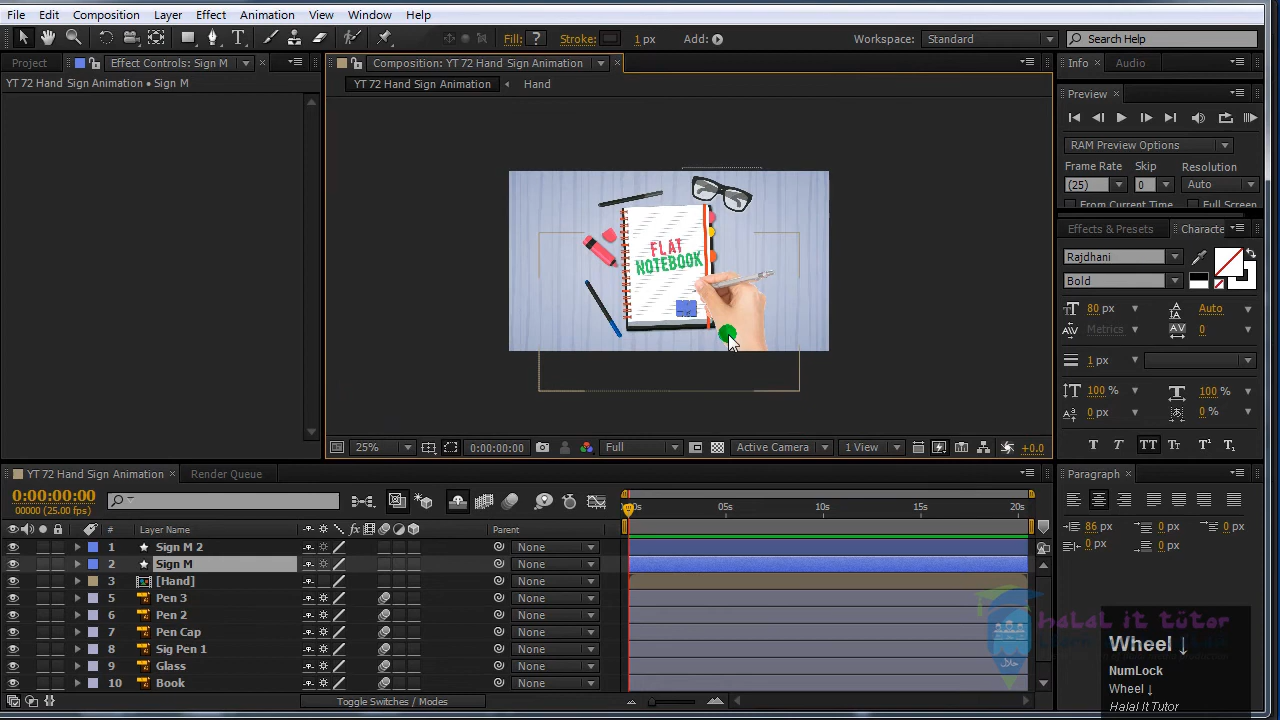 File Edit Composition Layer Effect Animation View Window Help
T Fill: ? Stroke: 1 px Add: Workspace: Standard Search Help
Project Effect Controls: Sign M Composition: YT 72 Hand Sign Animation Info Audio
YT 72 Hand Sign Animation • Sign M
YT 72 Hand Sign Animation Hand
Preview
RAM Preview Options
Frame Rate Skip Resolution
(25) 0 Auto
From Current Time Full Screen
Effects & Presets Characte
Rajdhani
Bold
80 px Auto
Metrics 0
1 px
100 % 100 %
0 px 0 %
FLAT
NOTEBOOK
25% 0:00:00:00 Full Active Camera 1 View +0.0
YT 72 Hand Sign Animation Render Queue
Paragraph
0:00:00:00
00000 (25.00 fps)
05s 10s 15s 20s
86 px 0 px 0 px
0 px 0 px
# Layer Name fx Parent
1 Sign M 2 None
2 Sign M None
3 [Hand] None
5 Pen 3 None
6 Pen 2 None
7 Pen Cap None
8 Sig Pen 1 None
9 Glass None
10 Book None
Toggle Switches / Modes
halal it tutor
حلال
Wheel ↓
NumLock
Wheel ↓
Halal It Tutor